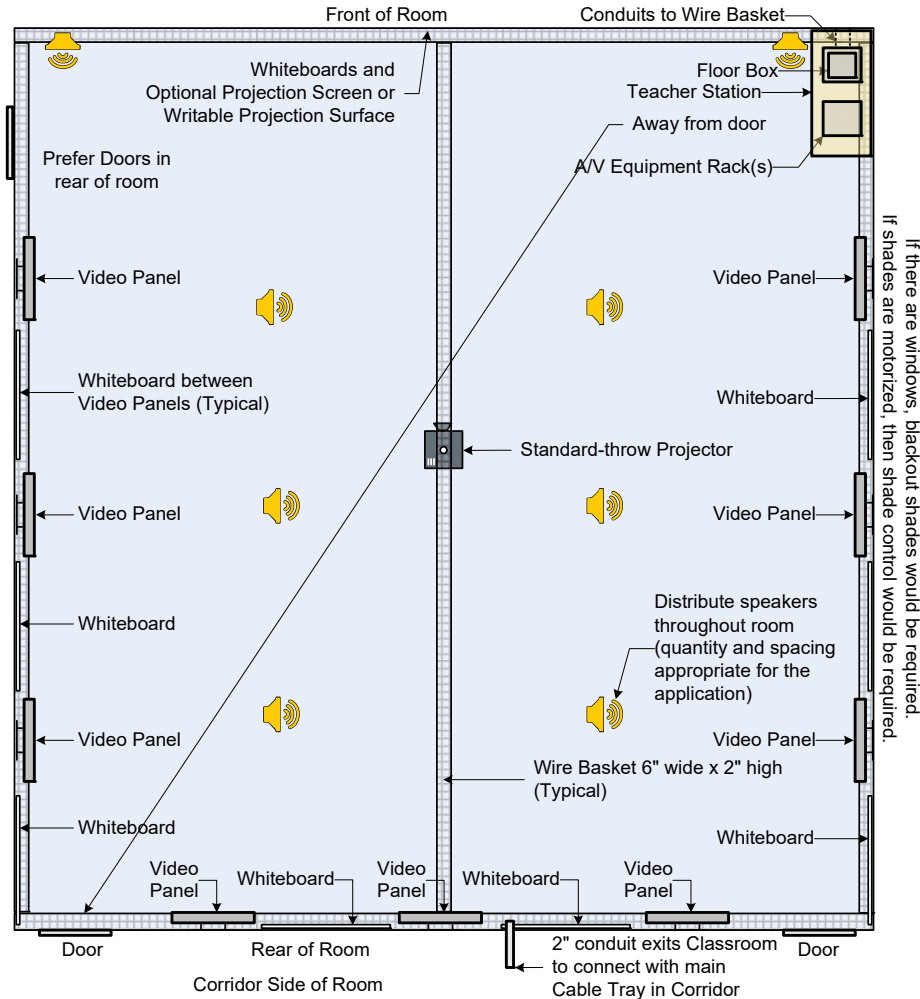 Front of Room
Conduits to Wire Basket
Whiteboards and
Optional Projection Screen or
Writable Projection Surface
Floor Box
Teacher Station
Away from door
A/V Equipment Rack(s)
Prefer Doors in
rear of room
If there are windows, blackout shades would be required.
If shades are motorized, then shade control would be required.
Video Panel
Video Panel
Whiteboard between
Video Panels (Typical)
Whiteboard
Standard-throw Projector
Video Panel
Video Panel
Whiteboard
Distribute speakers
throughout room
(quantity and spacing
appropriate for the
application)
Video Panel
Video Panel
Wire Basket 6" wide x 2" high
(Typical)
Whiteboard
Whiteboard
Video
Panel
Whiteboard
Video
Panel
Whiteboard
Video
Panel
Door
Rear of Room
2" conduit exits Classroom
to connect with main
Cable Tray in Corridor
Door
Corridor Side of Room